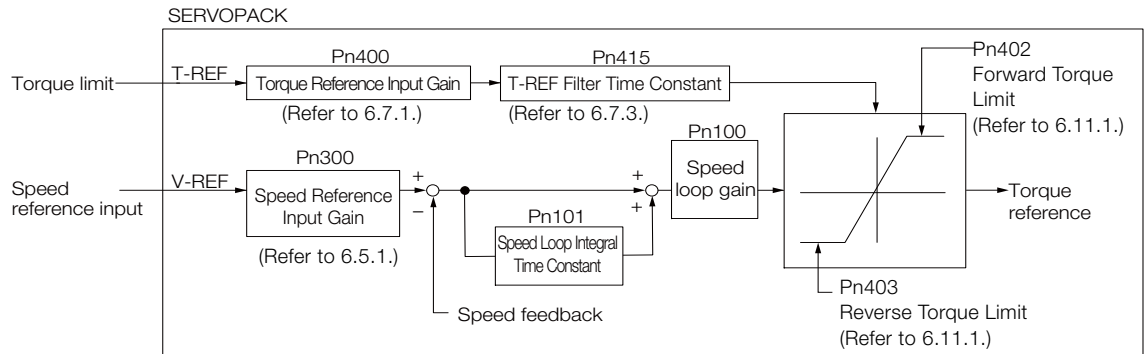 SERVOPACK
Torque limit
T-REF
Pn400
Torque Reference Input Gain
(Refer to 6.7.1.)
Pn415
T-REF Filter Time Constant
(Refer to 6.7.3.)
Pn402
Forward Torque
Limit
(Refer to 6.11.1.)
Speed
reference input
V-REF
Pn300
Speed Reference
Input Gain
(Refer to 6.5.1.)
+
−
Pn101
Speed Loop Integral
Time Constant
+
+
Pn100
Speed
loop gain
Torque
reference
Speed feedback
Pn403
Reverse Torque Limit
(Refer to 6.11.1.)